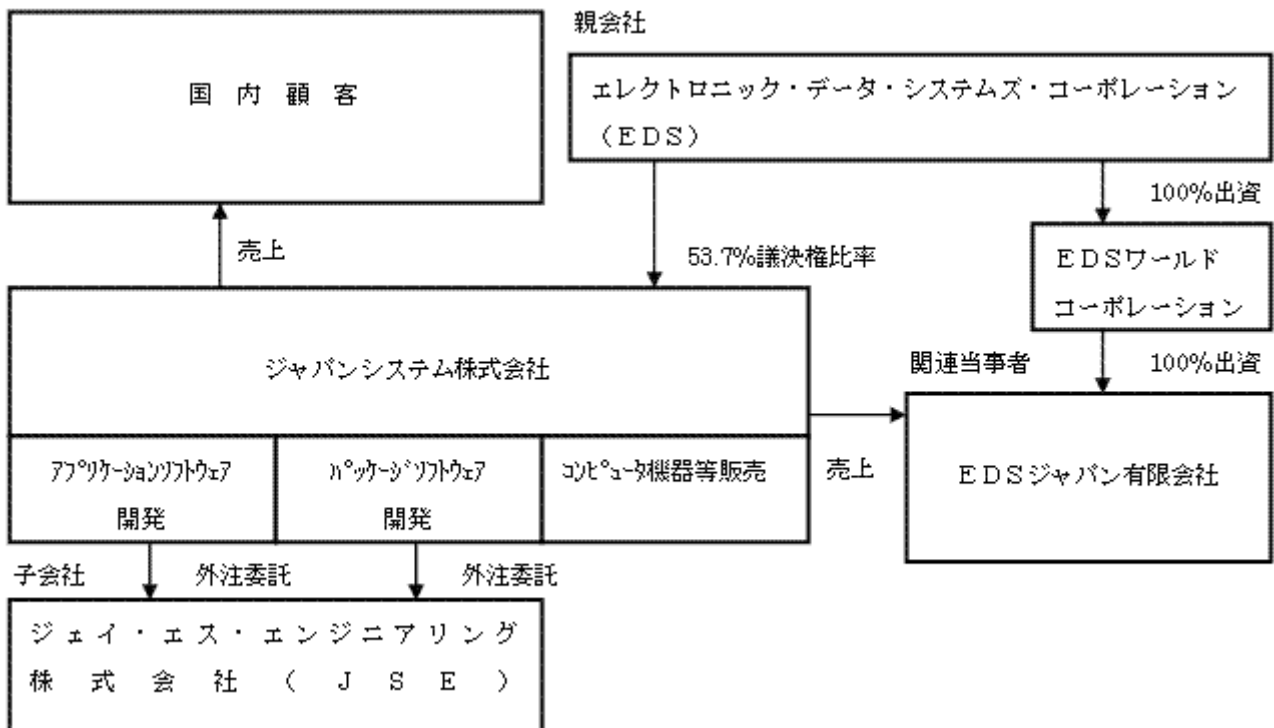 親会社
国内顧客
エレクトロニック・データ・システムズ・コーポレーション
(EDS)
100%出資
売上
53.7%議決権比率
EDSワールド
コーポレーション
ジャパンシステム株式会社
関連当事者
100%出資
アプリケーションソフトウェア
開発
パッケージソフトウェア
開発
コンピュータ機器等販売
売上
EDSジャパン有限会社
子会社
外注委託
外注委託
ジェイ・エス・エンジニアリング
株式会社(JSE)